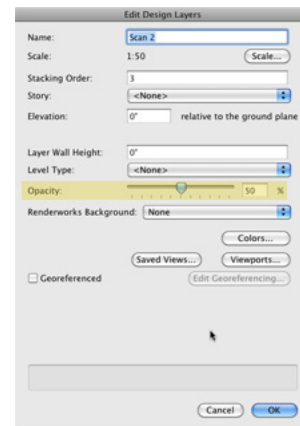 Edit Design Layers
Name: Scan 2
Scale: 1:50 Scale...
Stacking Order: 3
Story: <None>
Elevation: 0" relative to the ground plane
Layer Wall Height: 0"
Level Type: <None>
Opacity: 50 %
Renderworks Background: None
Colors...
Saved Views... Viewports...
Georeferenced Edit Georeferencing...
Cancel OK